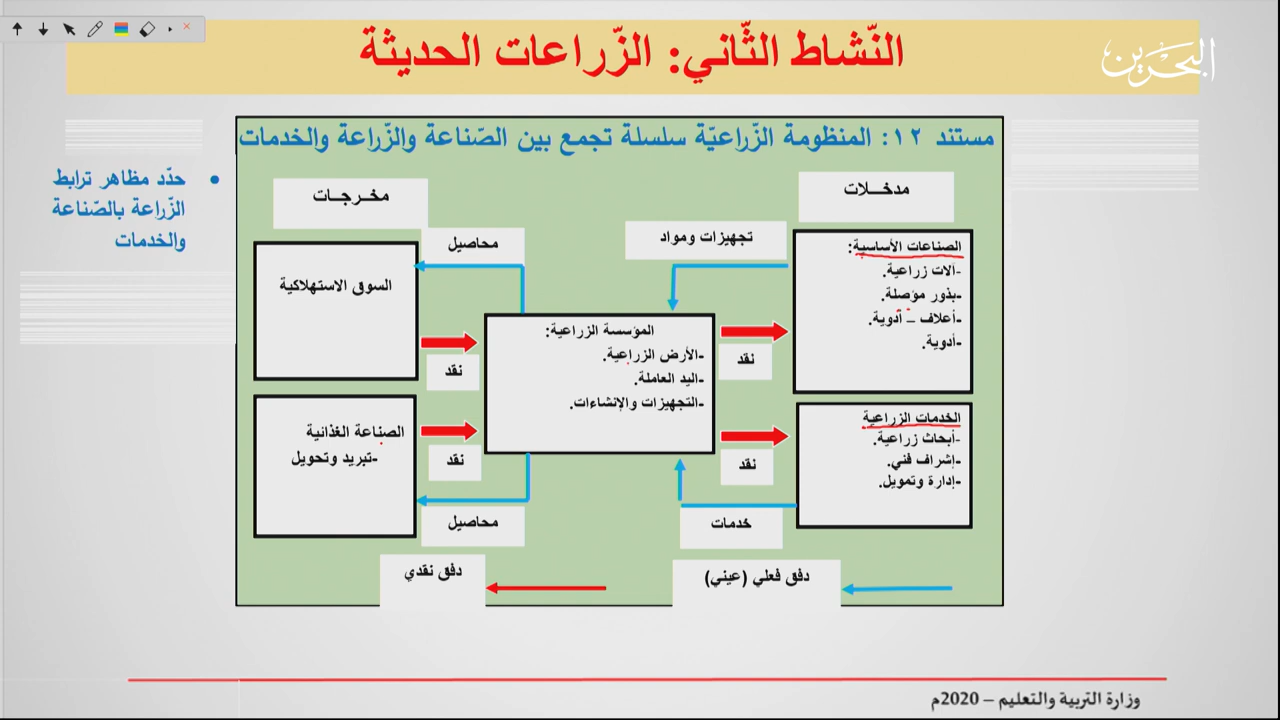 النّشاط الثّاني: الزّراعات الحديثة
البحرين
مستند ١٢: المنظومة الزّراعيّة سلسلة تجمع بين الصّناعة والزّراعة والخدمات
مدخــلات
مخــرجــات
تجهيزات ومواد
محاصيل
الصناعات الأساسية:
-آلات زراعية.
-بذور مؤصلة.
-أعلاف – أدوية.
-أدوية.
السوق الاستهلاكية
المؤسسة الزراعية:
-الأرض الزراعية.
-اليد العاملة.
-التجهيزات والإنشاءات.
نقد
نقد
الخدمات الزراعية
-أبحاث زراعية.
-إشراف فني.
-إدارة وتمويل.
الصناعة الغذائية
-تبريد وتحويل
نقد
نقد
خدمات
محاصيل
دفق فعلي (عيني)
دفق نقدي
• حدّد مظاهر ترابط
الزّراعة بالصّناعة
والخدمات
وزارة التربية والتعليم – 2020م